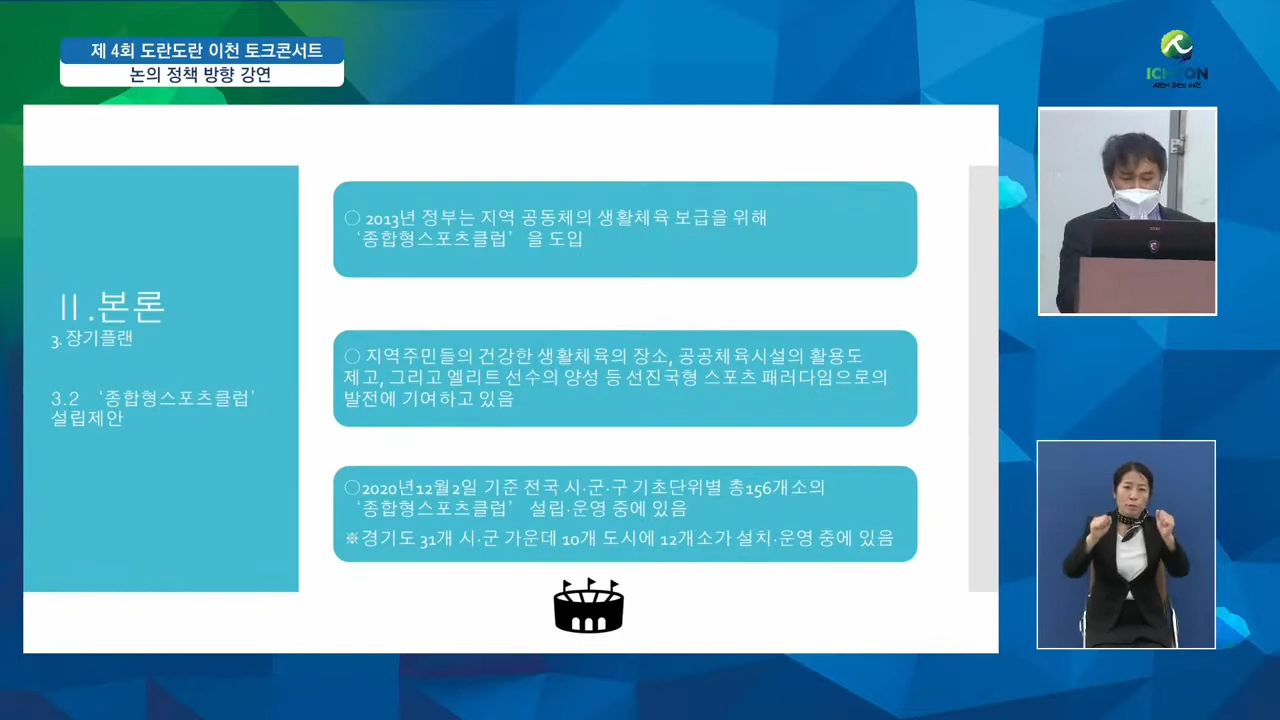 제 4회 도란도란 이천 토크콘서트
논의 정책 방향 강연
ICHEON
Ⅱ.본론
3. 장기플랜
3.2 ‘종합형스포츠클럽’
설립제안
○ 2013년 정부는 지역 공동체의 생활체육 보급을 위해
‘종합형스포츠클럽’ 을 도입
○ 지역주민들의 건강한 생활체육의 장소, 공공체육시설의 활용도
제고, 그리고 엘리트 선수의 양성 등 선진국형 스포츠 패러다임으로의
발전에 기여하고 있음
○2020년12월2일 기준 전국 시·군·구 기초단위별 총156개소의
‘종합형스포츠클럽’ 설립·운영 중에 있음
※경기도 31개 시·군 가운데 10개 도시에 12개소가 설치·운영 중에 있음